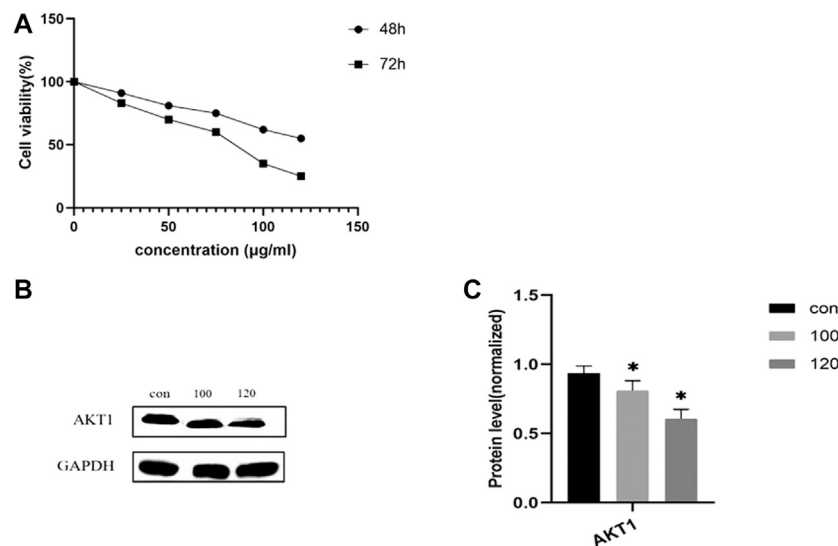 A
150
100
50
0
Cell viability(%)
0
50
100
150
concentration (μg/ml)
48h
72h
B
con 100 120
AKT1
GAPDH
C
1.5
1.0
0.5
0.0
Protein level(normalized)
* *
AKT1
con
100
120